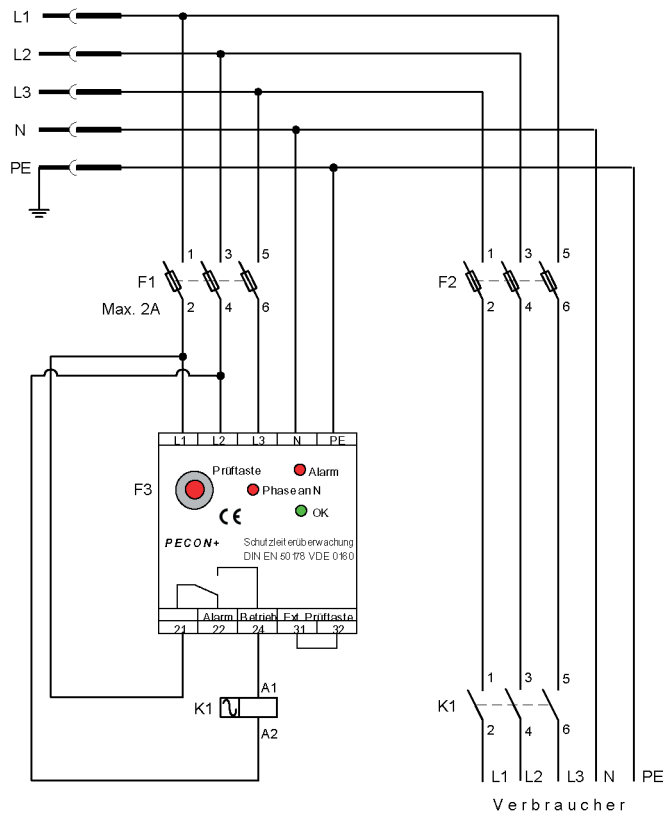 L1
L2
L3
N
PE
1 3 5
F1
2 4 6
Max. 2A
1 3 5
F2
2 4 6
L1 L2 L3 N PE
F3
Prüftaste
Alarm
Phase an N
OK
CE
PECON+
Schutzleiterüberwachung
DIN EN 50178 VDE 0160
Alarm Betrieb Ext. Prüftaste
21 22 24 31 32
K1
A1
A2
1 3 5
K1
2 4 6
L1 L2 L3 N PE
Verbraucher